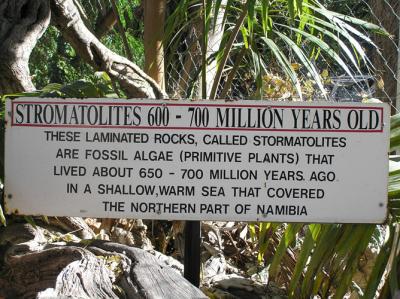 STROMATOLITES 600 - 700 MILLION YEARS OLD
THESE LAMINATED ROCKS, CALLED STORMATOLITES
ARE FOSSIL ALGAE (PRIMITIVE PLANTS) THAT
LIVED ABOUT 650 - 700 MILLION YEARS. AGO.
IN A SHALLOW,WARM SEA THAT COVERED
THE NORTHERN PART OF NAMIBIA